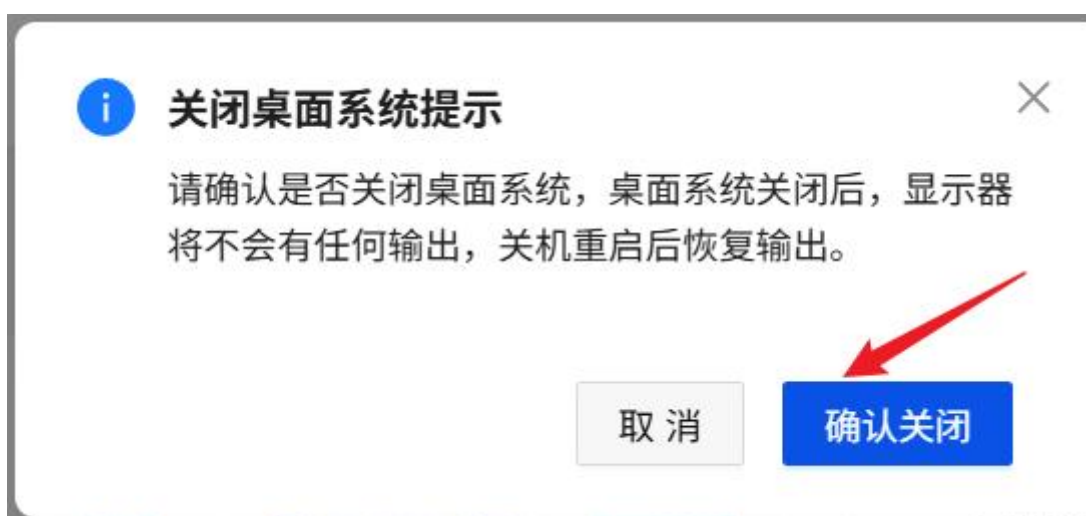 关闭桌面系统提示
请确认是否关闭桌面系统，桌面系统关闭后，显示器
将不会有任何输出，关机重启后恢复输出。
取 消
确认关闭